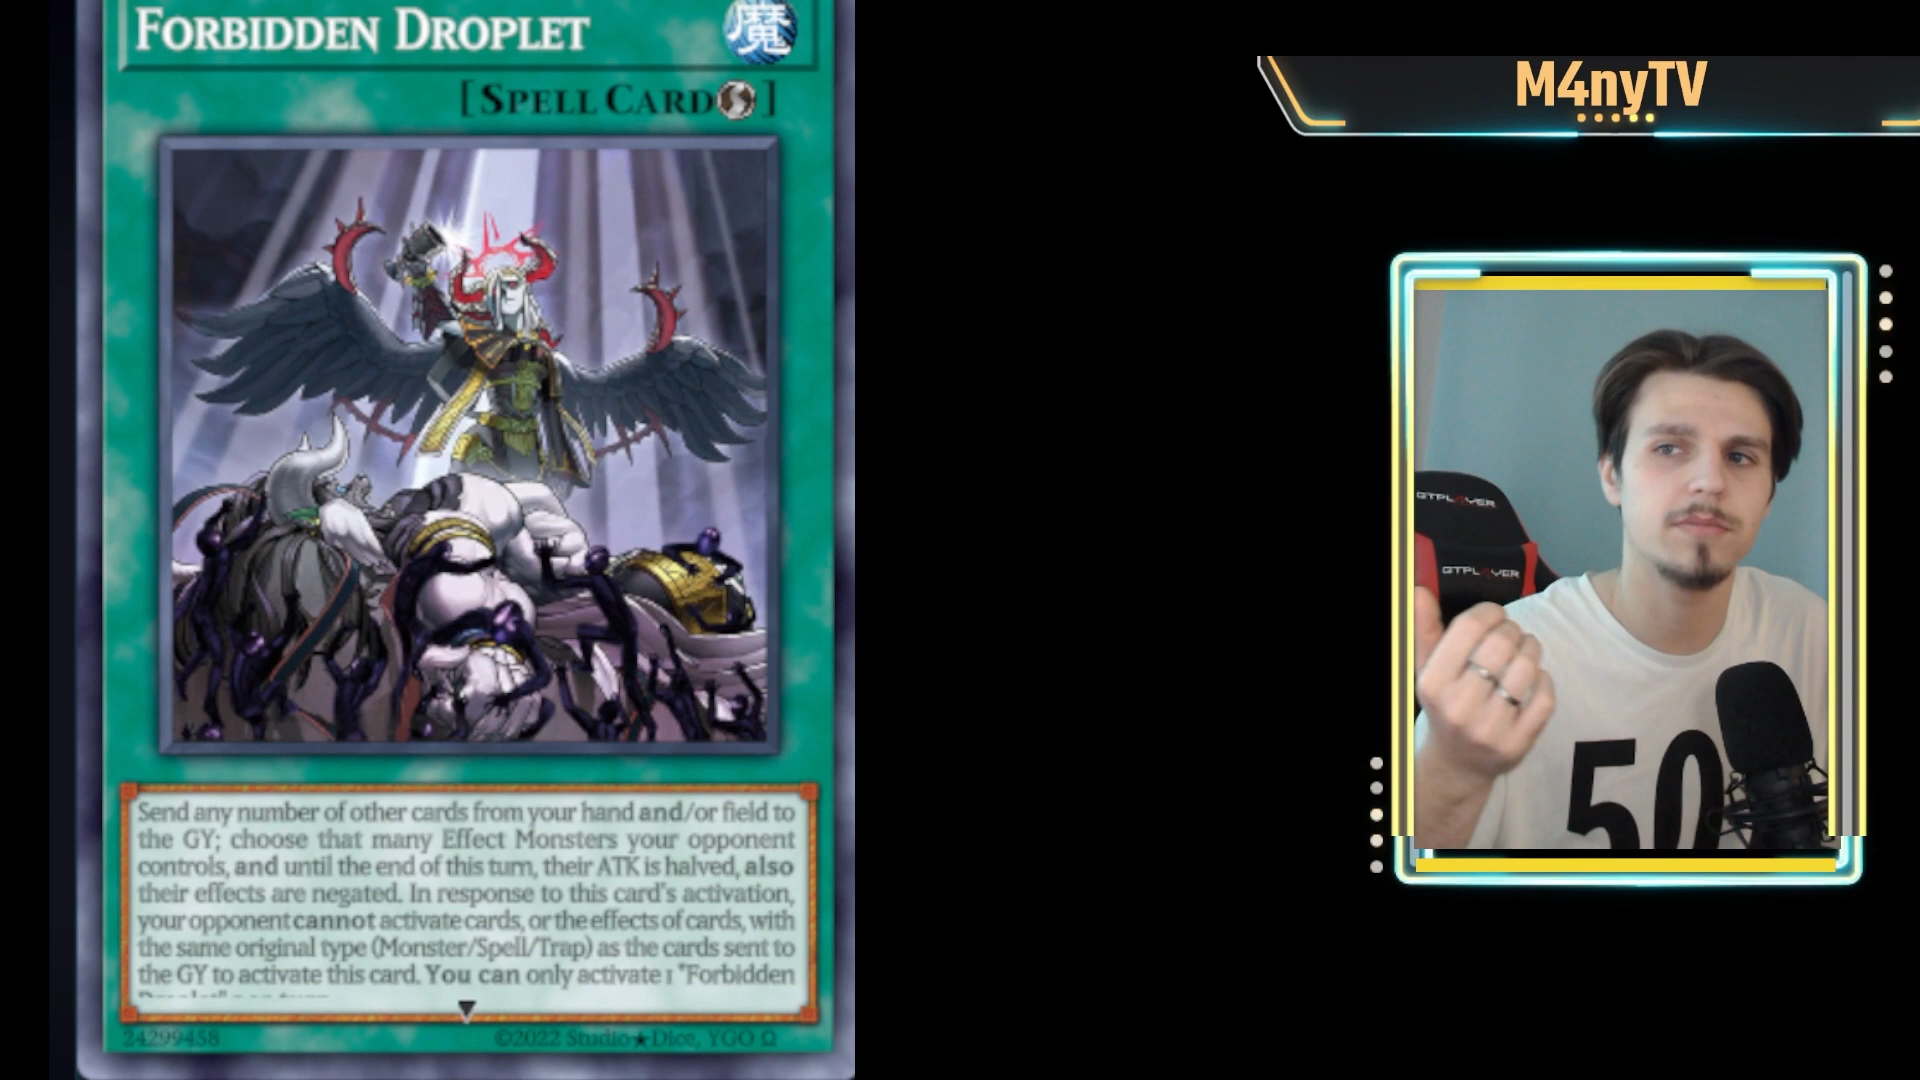 FORBIDDEN DROPLET
魔
[SPELL CARD]
Send any number of other cards from your hand and/or field to
the GY; choose that many Effect Monsters your opponent
controls, and until the end of this turn, their ATK is halved, also
their effects are negated. In response to this card's activation,
your opponent cannot activate cards, or the effects of cards, with
the same original type (Monster/Spell/Trap) as the cards sent to
the GY to activate this card. You can only activate 1 "Forbidden
24299458
©2022 Studio★Dice, YGO Ω
M4nyTV
GTPLAYER
GTPLAYER
50